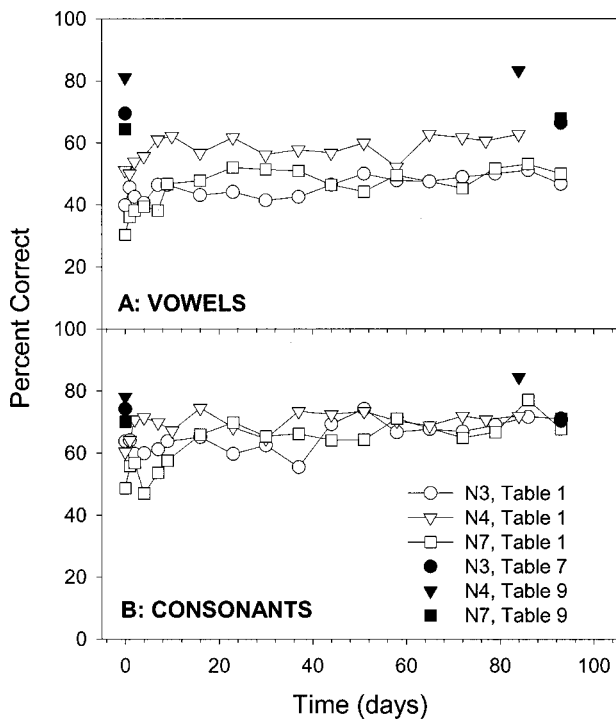 100
80
60
40
20
A: VOWELS
100
80
60
40
20
0
B: CONSONANTS
N3, Table 1
N4, Table 1
N7, Table 1
N3, Table 7
N4, Table 9
N7, Table 9
0 20 40 60 80 100
Time (days)
Percent Correct